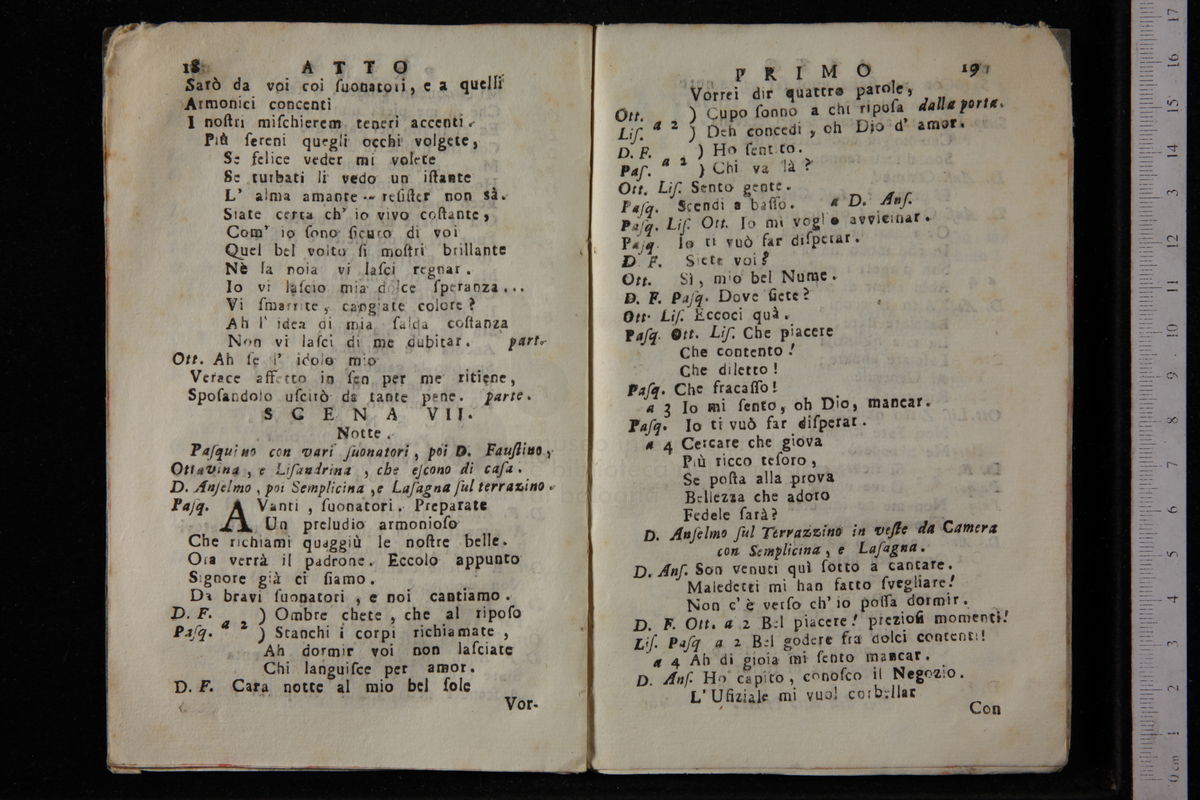 18 ATTO
Sarò da voi coi ſuonatori, e a quelli
Armonici concenti
I noſtri miſchierem teneri accenti.
Più ſereni quegli occhi volgete,
Se felice veder mi volete
Se turbati li vedo un iſtante
L' alma amante reſiſter non sà.
Siate certa ch' io vivo coſtante,
Com' io ſono ſicuro di voi
Quel bel volto ſi moſtri brillante
Nè la noia vi laſci regnar.
Io vi laſcio mia dolce ſperanza...
Vi ſmarrite, cangiate colore?
Ah l' idea di mia ſalda coſtanza
Non vi laſci di me dubitar. parte
Ott. Ah ſe l' idolo mio
Verace affetto in ſen per me ritiene,
Spoſandolo uſcirò da tante pene. parte.
SCENA VII.
Notte.
Paſquino con vari ſuonatori, poi D. Fauſtino,
Ottavina, e Liſandrina, che eſcono di caſa.
D. Anſelmo, poi Semplicina, e Laſagna ſul terrazino.
Paſq. AVanti, ſuonatori. Preparate
Un preludio armonioſo
Che richiami quaggiù le noſtre belle.
Ora verrà il padrone. Eccolo appunto
Signore già ci ſiamo.
Da bravi ſuonatori, e noi cantiamo.
D. F. ) Ombre chete, che al ripoſo
Paſq. a 2 ) Stanchi i corpi richiamate,
Ah dormir voi non laſciate
Chi languiſce per amor.
D. F. Cara notte al mio bel ſole
Vor-
PRIMO 19
Vorrei dir quattro parole,
Ott. ) Cupo ſonno a chi ripoſa dalla porta.
Liſ. a 2 ) Deh concedi, oh Dio d' amor.
D. F. ) Ho ſentito.
Paſ. a 2 ) Chi va là?
Ott. Liſ. Sento gente.
Paſq. Scendi a baſſo. a D. Anſ.
Paſq. Liſ. Ott. Io mi voglo avvicinar.
Paſq. Io ti vuò far diſperar.
D F. Siete voi?
Ott. Sì, mio bel Nume.
D. F. Paſq. Dove ſiete?
Ott. Liſ. Eccoci quà.
Paſq. Ott. Liſ. Che piacere
Che contento!
Che diletto!
Paſq. Che fracaſſo!
a 3 Io mi ſento, oh Dio, mancar.
Paſq. Io ti vuò far diſperar.
a 4 Cercare che giova
Più ricco teſoro,
Se poſta alla prova
Bellezza che adoro
Fedele ſarà?
D. Anſelmo ſul Terrazzino in veſte da Camera
con Semplicina, e Laſagna.
D. Anſ. Son venuti quì ſotto a cantare.
Maledetti mi han fatto ſvegliare!
Non c' è verſo ch' io poſſa dormir.
D. F. Ott. a 2 Bel piacere! prezioſi momenti!
Liſ. Paſq a 2 Bel godere fra dolci contenti!
a 4 Ah di gioia mi ſento mancar.
D. Anſ. Ho capito, conoſco il Negozio.
L' Ufiziale mi vuol corbellar
Con